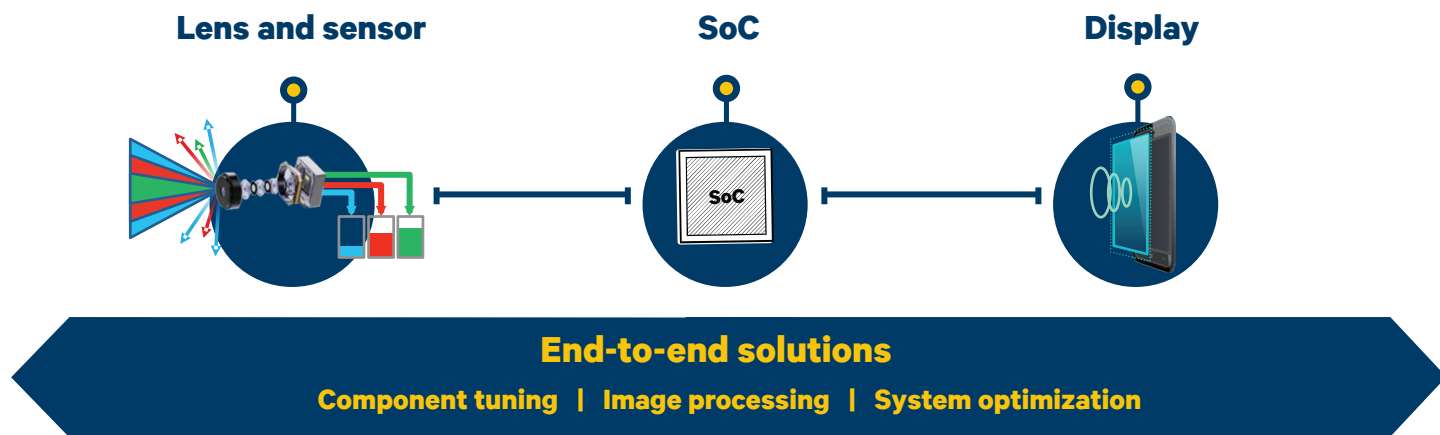 Lens and sensor
SoC
Display
SoC
End-to-end solutions
Component tuning | Image processing | System optimization